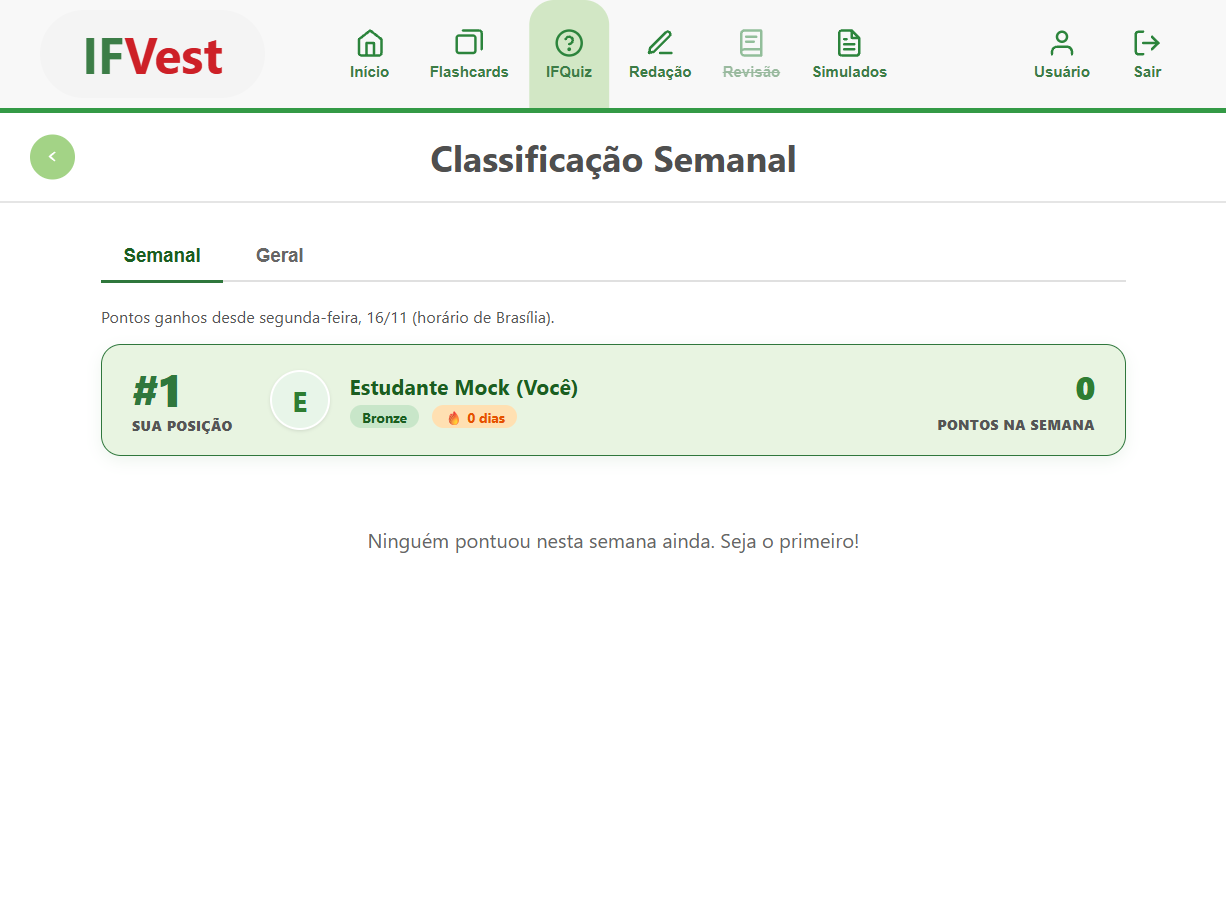 IFVest
Início
Flashcards
IFQuiz
Redação
Revisão
Simulados
Usuário
Sair
<
Classificação Semanal
Semanal
Geral
Pontos ganhos desde segunda-feira, 16/11 (horário de Brasília).
#1
SUA POSIÇÃO
E
Estudante Mock (Você)
Bronze
🔥 0 dias
0
PONTOS NA SEMANA
Ninguém pontuou nesta semana ainda. Seja o primeiro!